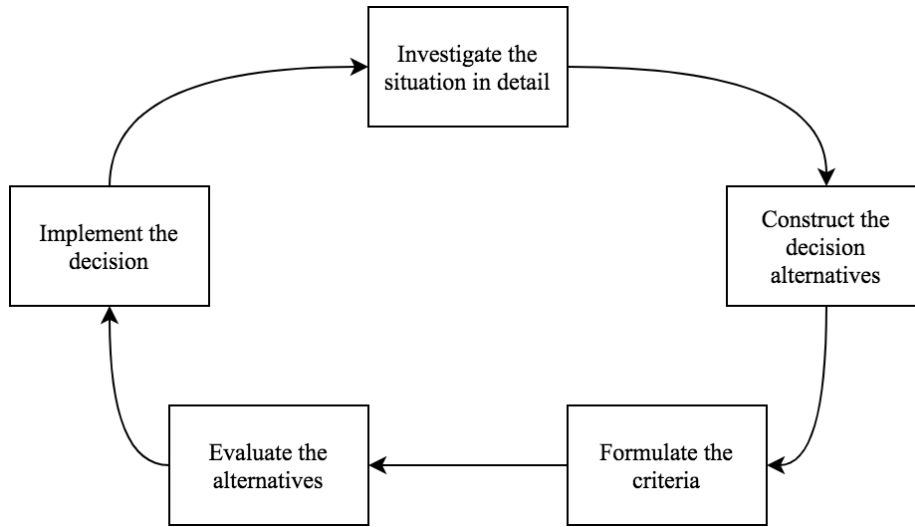 Investigate the
situation in detail
Construct the
decision
alternatives
Formulate the
criteria
Evaluate the
alternatives
Implement the
decision